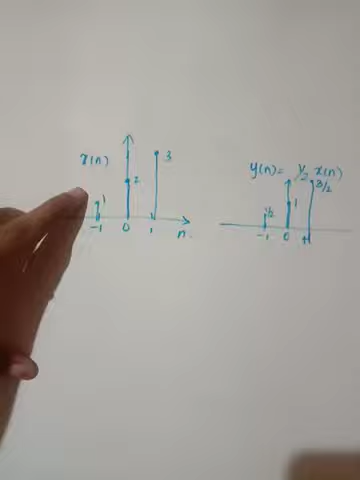 x(n)
3
2
1
-1 0 1 n.
y(n) = 1/2 x(n)
3/2
1
1/2
-1 0 +1